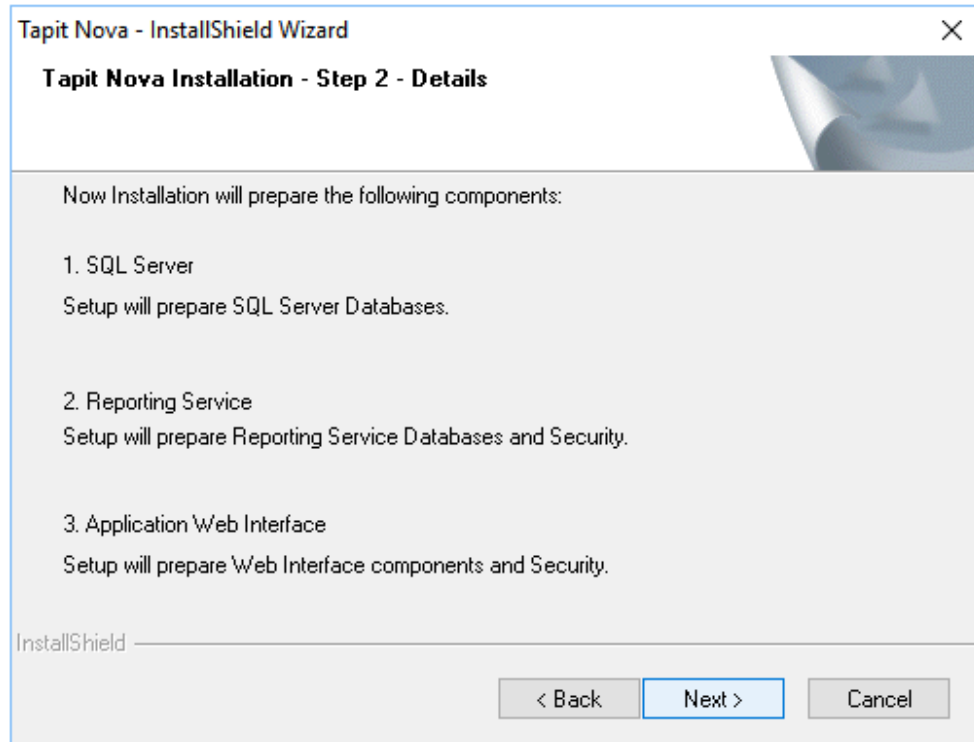 Tapit Nova - InstallShield Wizard
Tapit Nova Installation - Step 2 - Details
Now Installation will prepare the following components:
1. SQL Server
Setup will prepare SQL Server Databases.
2. Reporting Service
Setup will prepare Reporting Service Databases and Security.
3. Application Web Interface
Setup will prepare Web Interface components and Security.
InstallShield
< Back Next > Cancel